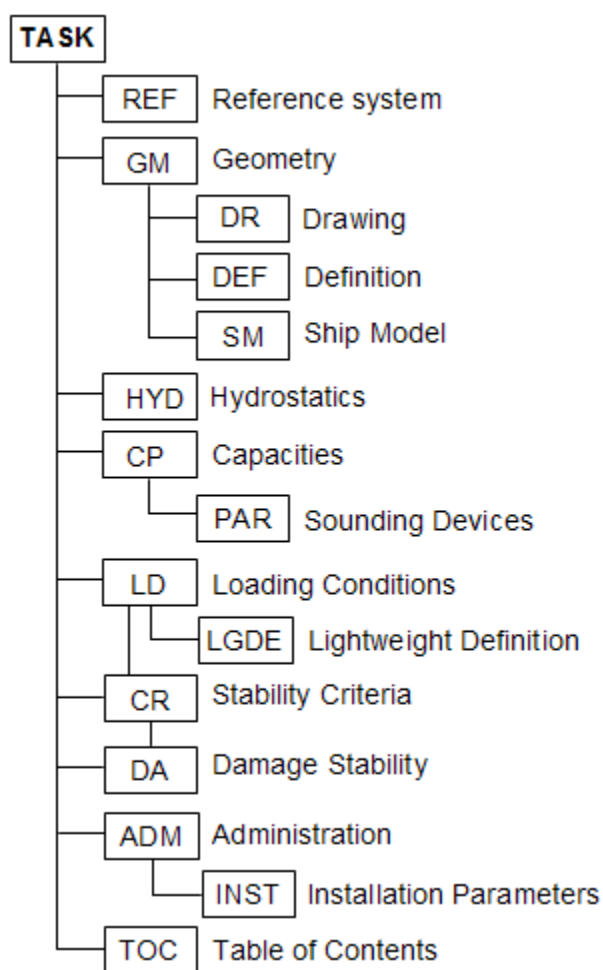 TASK
REF Reference system
GM Geometry
DR Drawing
DEF Definition
SM Ship Model
HYD Hydrostatics
CP Capacities
PAR Sounding Devices
LD Loading Conditions
LGDE Lightweight Definition
CR Stability Criteria
DA Damage Stability
ADM Administration
INST Installation Parameters
TOC Table of Contents